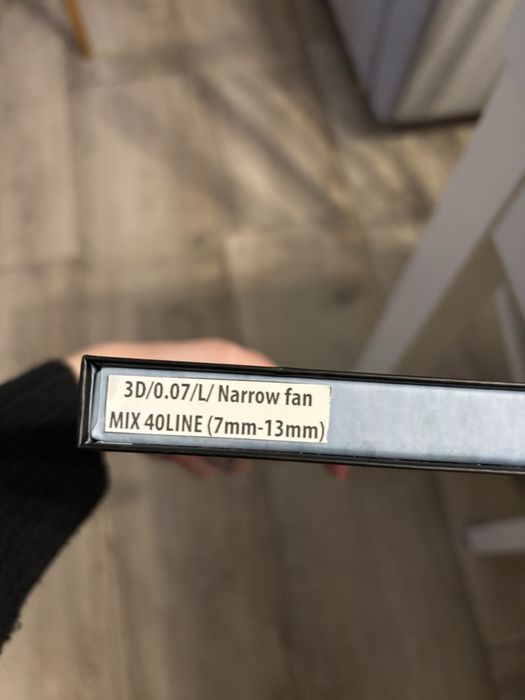 3D/0.07/L/ Narrow fan
MIX 40LINE (7mm-13mm)